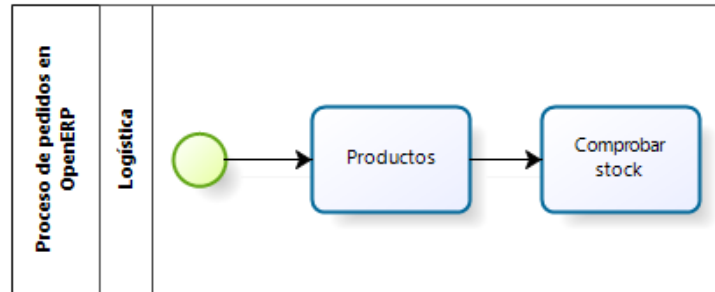 Proceso de pedidos en
OpenERP
Logística
Productos
Comprobar
stock